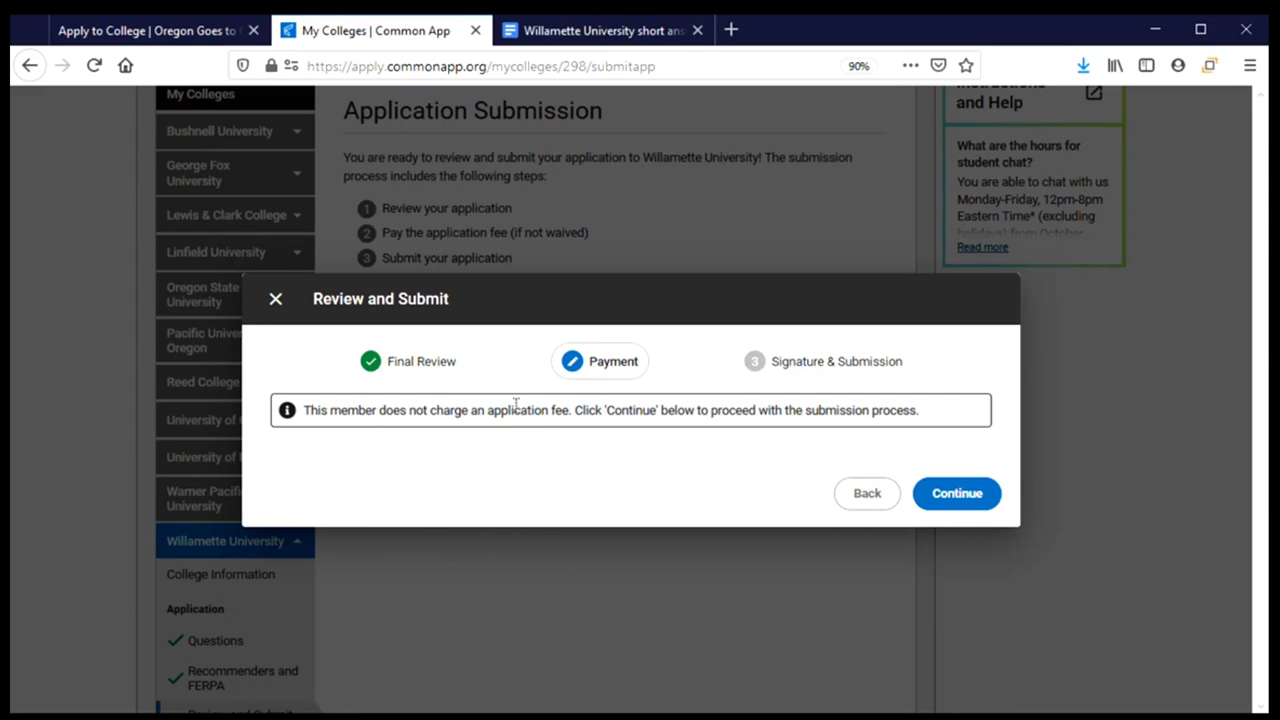 Apply to College | Oregon Goes to
My Colleges | Common App
Willamette University short ans
https://apply.commonapp.org/mycolleges/298/submitapp
90%
My Colleges
Bushnell University
George Fox
University
Lewis & Clark College
Linfield University
Oregon State
University
Pacific
Oregon
Reed College
University of
University of
Warner
University
Willamette University
College Information
Application
Questions
Recommenders and
FERPA
Review and Submit
Application Submission
You are ready to review and submit your application to Willamette University! The submission
process includes the following steps:
1 Review your application
2 Pay the application fee (if not waived)
3 Submit your application
and Help
What are the hours for
student chat?
You are able to chat with us
Monday-Friday, 12pm-8pm
Eastern Time* (excluding
holidays) from October
Read more
Review and Submit
Final Review
Payment
3 Signature & Submission
This member does not charge an application fee. Click 'Continue' below to proceed with the submission process.
Back
Continue